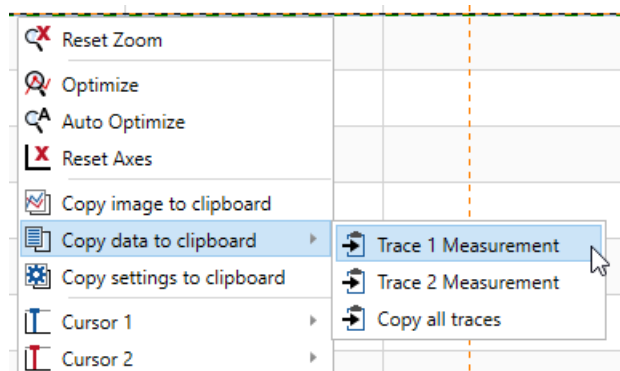 Reset Zoom
Optimize
Auto Optimize
Reset Axes
Copy image to clipboard
Copy data to clipboard
Copy settings to clipboard
Cursor 1
Cursor 2
Trace 1 Measurement
Trace 2 Measurement
Copy all traces